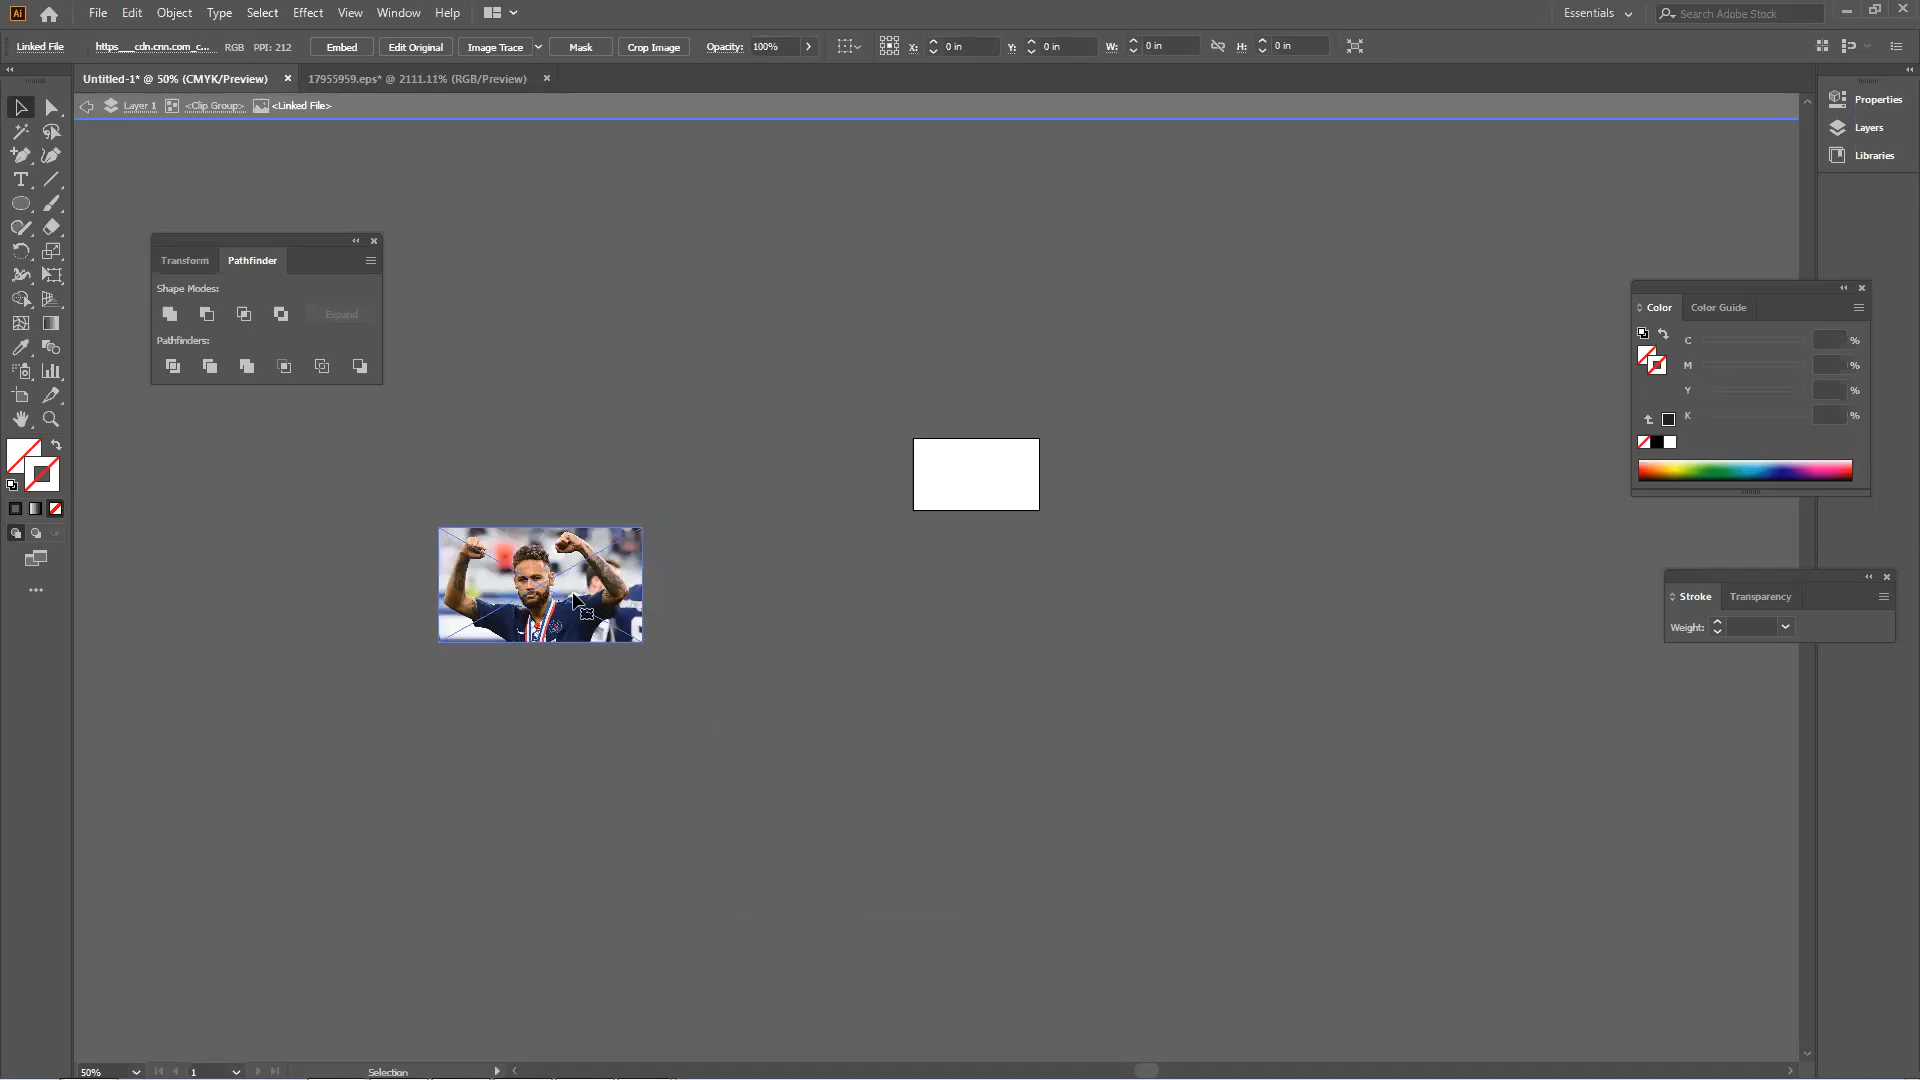 Ai File Edit Object Type Select Effect View Window Help Essentials Search Adobe Stock
Linked File https___cdn.cnn.com_c... RGB PPI: 212 Embed Edit Original Image Trace Mask Crop Image Opacity: 100% X: 0 in Y: 0 in W: 0 in H: 0 in
Untitled-1* @ 50% (CMYK/Preview) 17955959.eps* @ 2111.11% (RGB/Preview)
Layer 1 <Clip Group> <Linked File>
Properties
Layers
Libraries
Transform Pathfinder
Shape Modes:
Expand
Pathfinders:
Color Color Guide
C %
M %
Y %
K %
Stroke Transparency
Weight:
50% 1 Selection